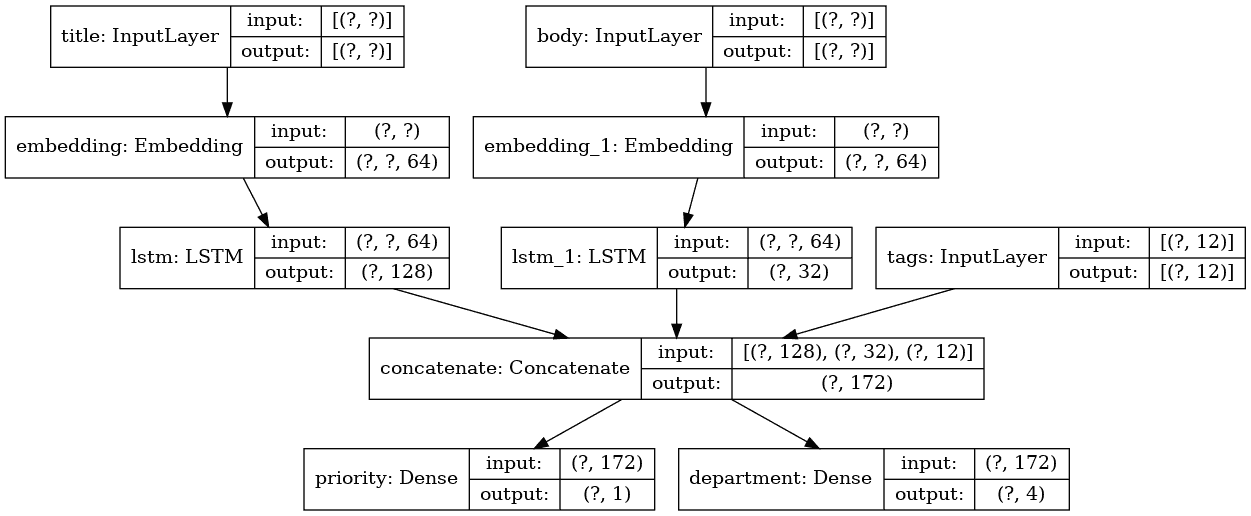 title: InputLayer
input: [(?, ?)]
output: [(?, ?)]
body: InputLayer
input: [(?, ?)]
output: [(?, ?)]
embedding: Embedding
input: (?, ?)
output: (?, ?, 64)
embedding_1: Embedding
input: (?, ?)
output: (?, ?, 64)
lstm: LSTM
input: (?, ?, 64)
output: (?, 128)
lstm_1: LSTM
input: (?, ?, 64)
output: (?, 32)
tags: InputLayer
input: [(?, 12)]
output: [(?, 12)]
concatenate: Concatenate
input: [(?, 128), (?, 32), (?, 12)]
output: (?, 172)
priority: Dense
input: (?, 172)
output: (?, 1)
department: Dense
input: (?, 172)
output: (?, 4)